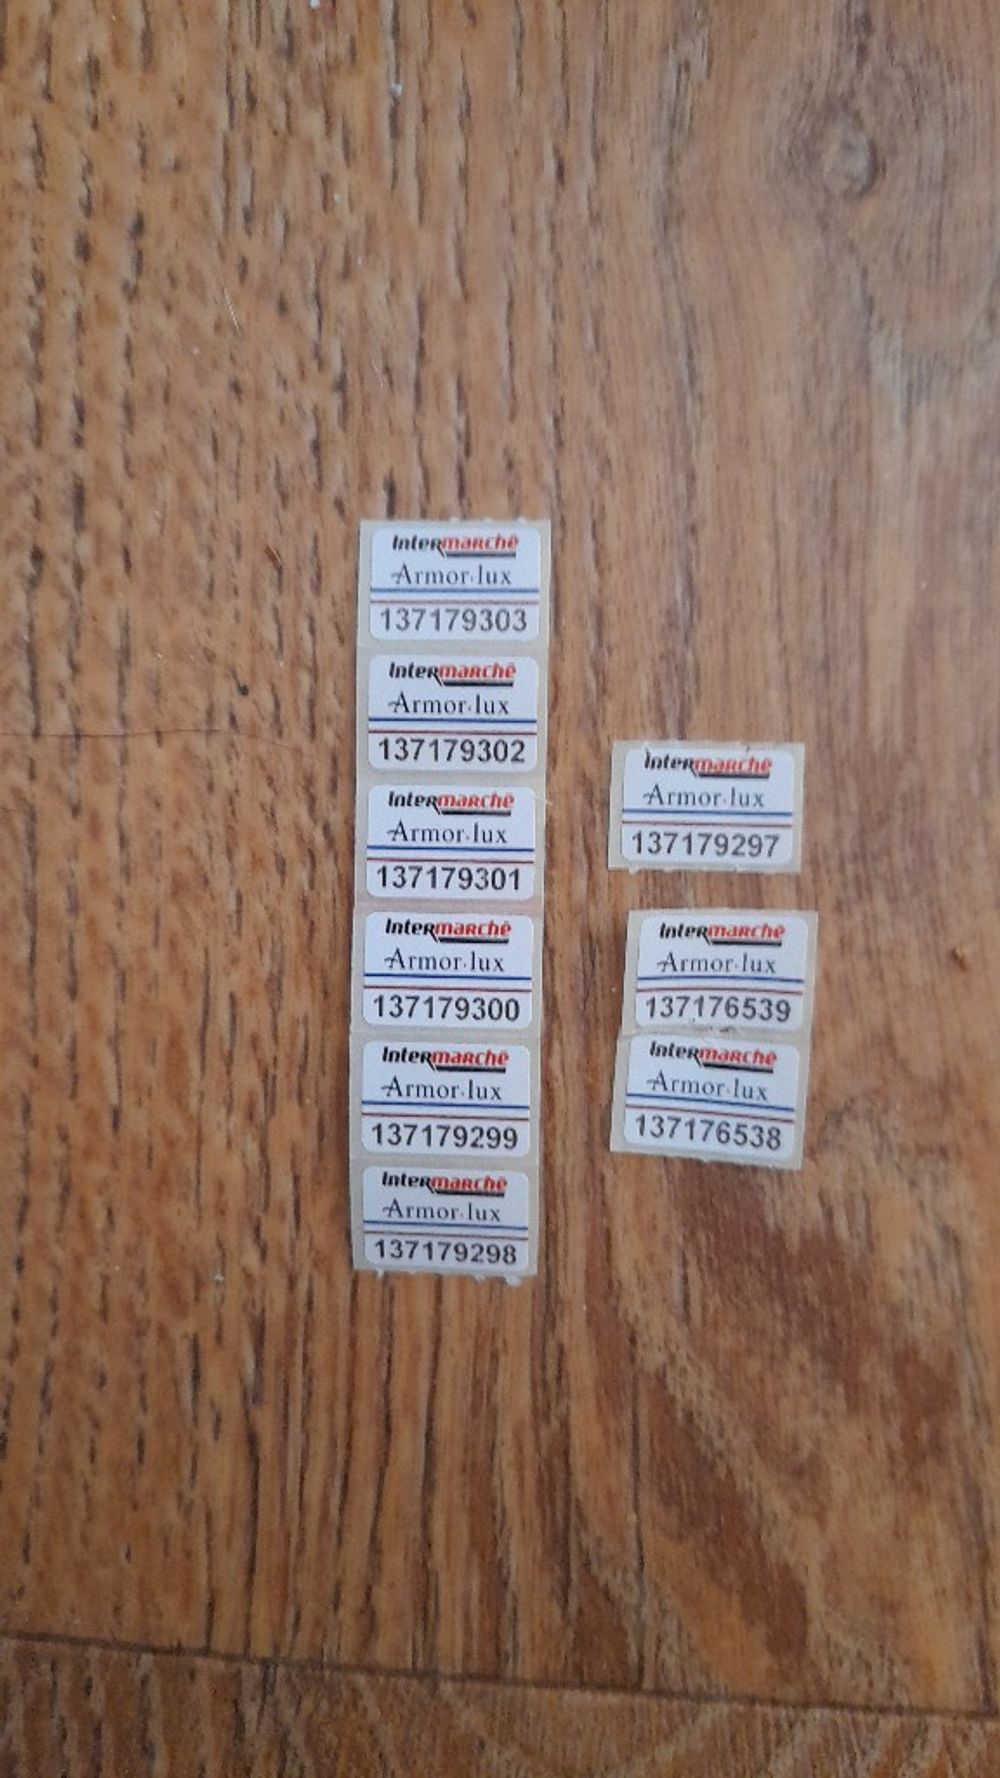 Intermarché
Armor·lux
137179303
Intermarché
Armor·lux
137179302
Intermarché
Armor·lux
137179301
Intermarché
Armor·lux
137179300
Intermarché
Armor·lux
137179299
Intermarché
Armor·lux
137179298
Intermarché
Armor·lux
137179297
Intermarché
Armor·lux
137176539
Intermarché
Armor·lux
137176538